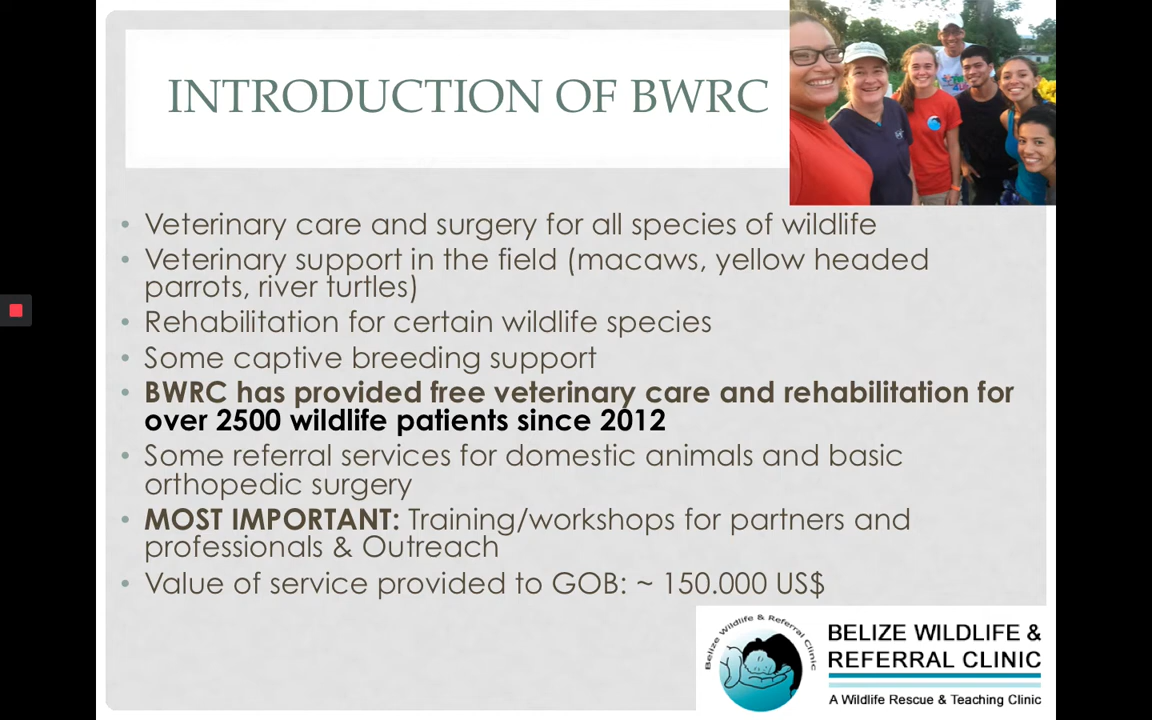 INTRODUCTION OF BWRC
• Veterinary care and surgery for all species of wildlife
• Veterinary support in the field (macaws, yellow headed
parrots, river turtles)
• Rehabilitation for certain wildlife species
• Some captive breeding support
• BWRC has provided free veterinary care and rehabilitation for
over 2500 wildlife patients since 2012
• Some referral services for domestic animals and basic
orthopedic surgery
• MOST IMPORTANT: Training/workshops for partners and
professionals & Outreach
• Value of service provided to GOB: ~ 150.000 US$
Belize Wildlife & Referral Clinic
BELIZE WILDLIFE &
REFERRAL CLINIC
A Wildlife Rescue & Teaching Clinic